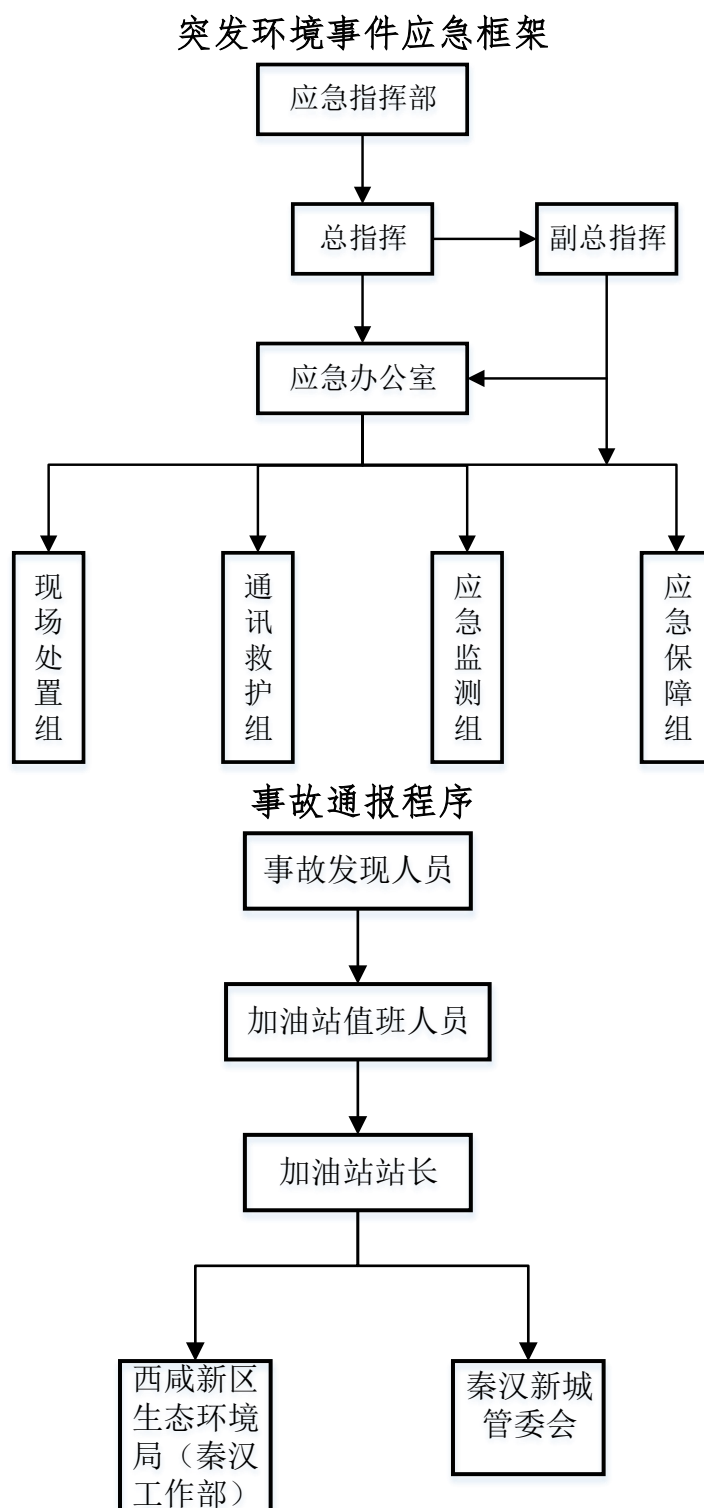 突发环境事件应急框架
应急指挥部
总指挥
副总指挥
应急办公室
现场处置组
通讯救护组
应急监测组
应急保障组
事故通报程序
事故发现人员
加油站值班人员
加油站站长
西咸新区
生态环境
局（秦汉
工作部）
秦汉新城
管委会